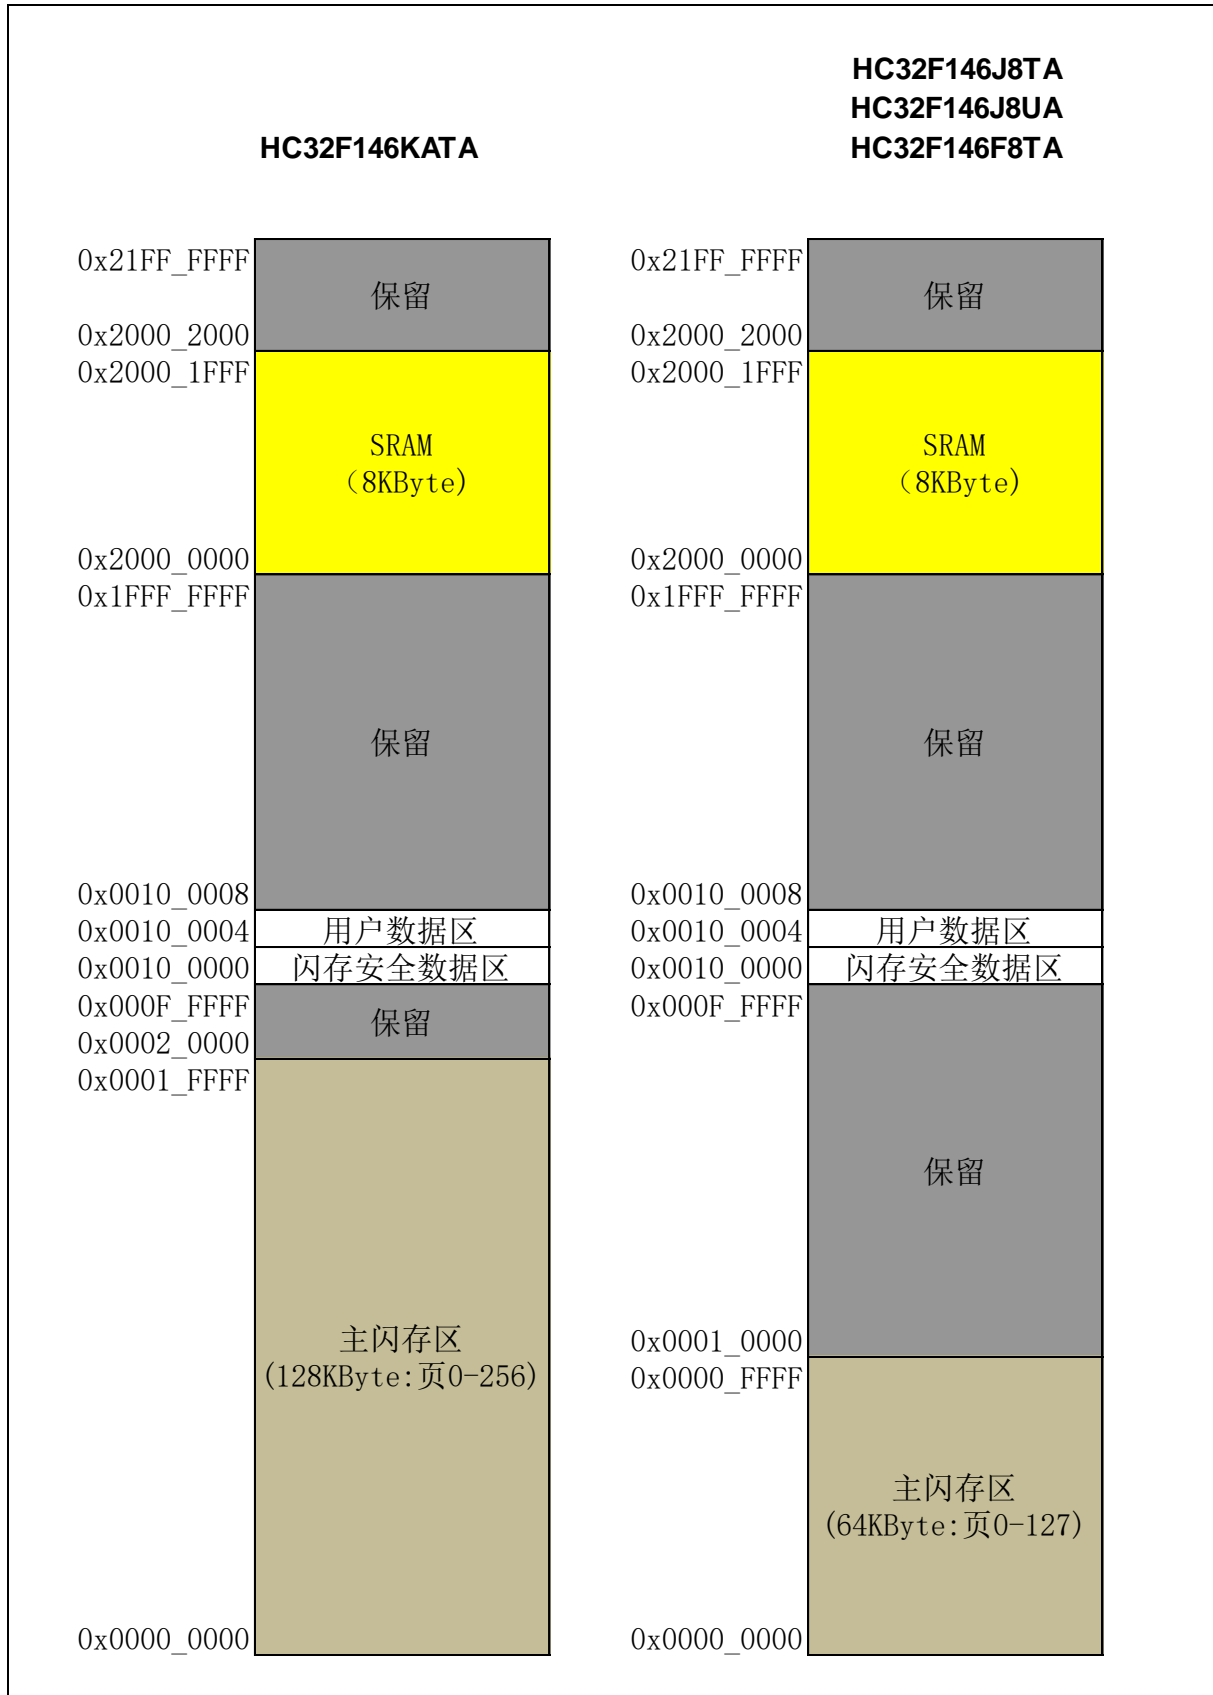 HC32F146KATA
HC32F146J8TA
HC32F146J8UA
HC32F146F8TA
0x21FF_FFFF
保留
0x2000_2000
0x2000_1FFF
SRAM
（8KByte)
0x2000_0000
0x1FFF_FFFF
保留
0x0010_0008
0x0010_0004
用户数据区
0x0010_0000
闪存安全数据区
0x000F_FFFF
保留
0x0002_0000
0x0001_FFFF
主闪存区
(128KByte:页0-256)
0x0000_0000
0x21FF_FFFF
保留
0x2000_2000
0x2000_1FFF
SRAM
（8KByte)
0x2000_0000
0x1FFF_FFFF
保留
0x0010_0008
0x0010_0004
用户数据区
0x0010_0000
闪存安全数据区
0x000F_FFFF
保留
0x0001_0000
0x0000_FFFF
主闪存区
(64KByte:页0-127)
0x0000_0000